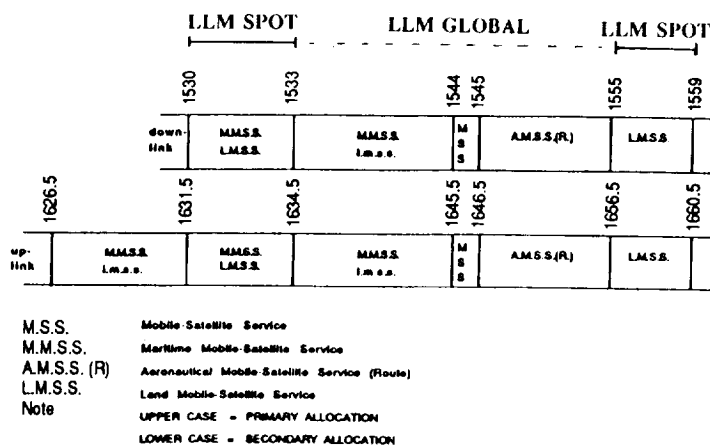 LLM SPOT LLM GLOBAL LLM SPOT
1530 1533 1544 1545 1555 1559
down-link M.M.S.S. L.M.S.S. M.M.S.S. l.m.s.s. M S S A.M.S.S.(R.) L.M.S.S.
1626.5 1631.5 1634.5 1645.5 1646.5 1656.5 1660.5
up-link M.M.S.S. l.m.s.s. M.M.S.S. L.M.S.S. M.M.S.S. l.m.s.s. M S S A.M.S.S.(R.) L.M.S.S.
M.S.S. Mobile-Satellite Service
M.M.S.S. Maritime Mobile-Satellite Service
A.M.S.S. (R) Aeronautical Mobile-Satellite Service (Route)
L.M.S.S. Land Mobile-Satellite Service
Note
UPPER CASE = PRIMARY ALLOCATION
LOWER CASE = SECONDARY ALLOCATION